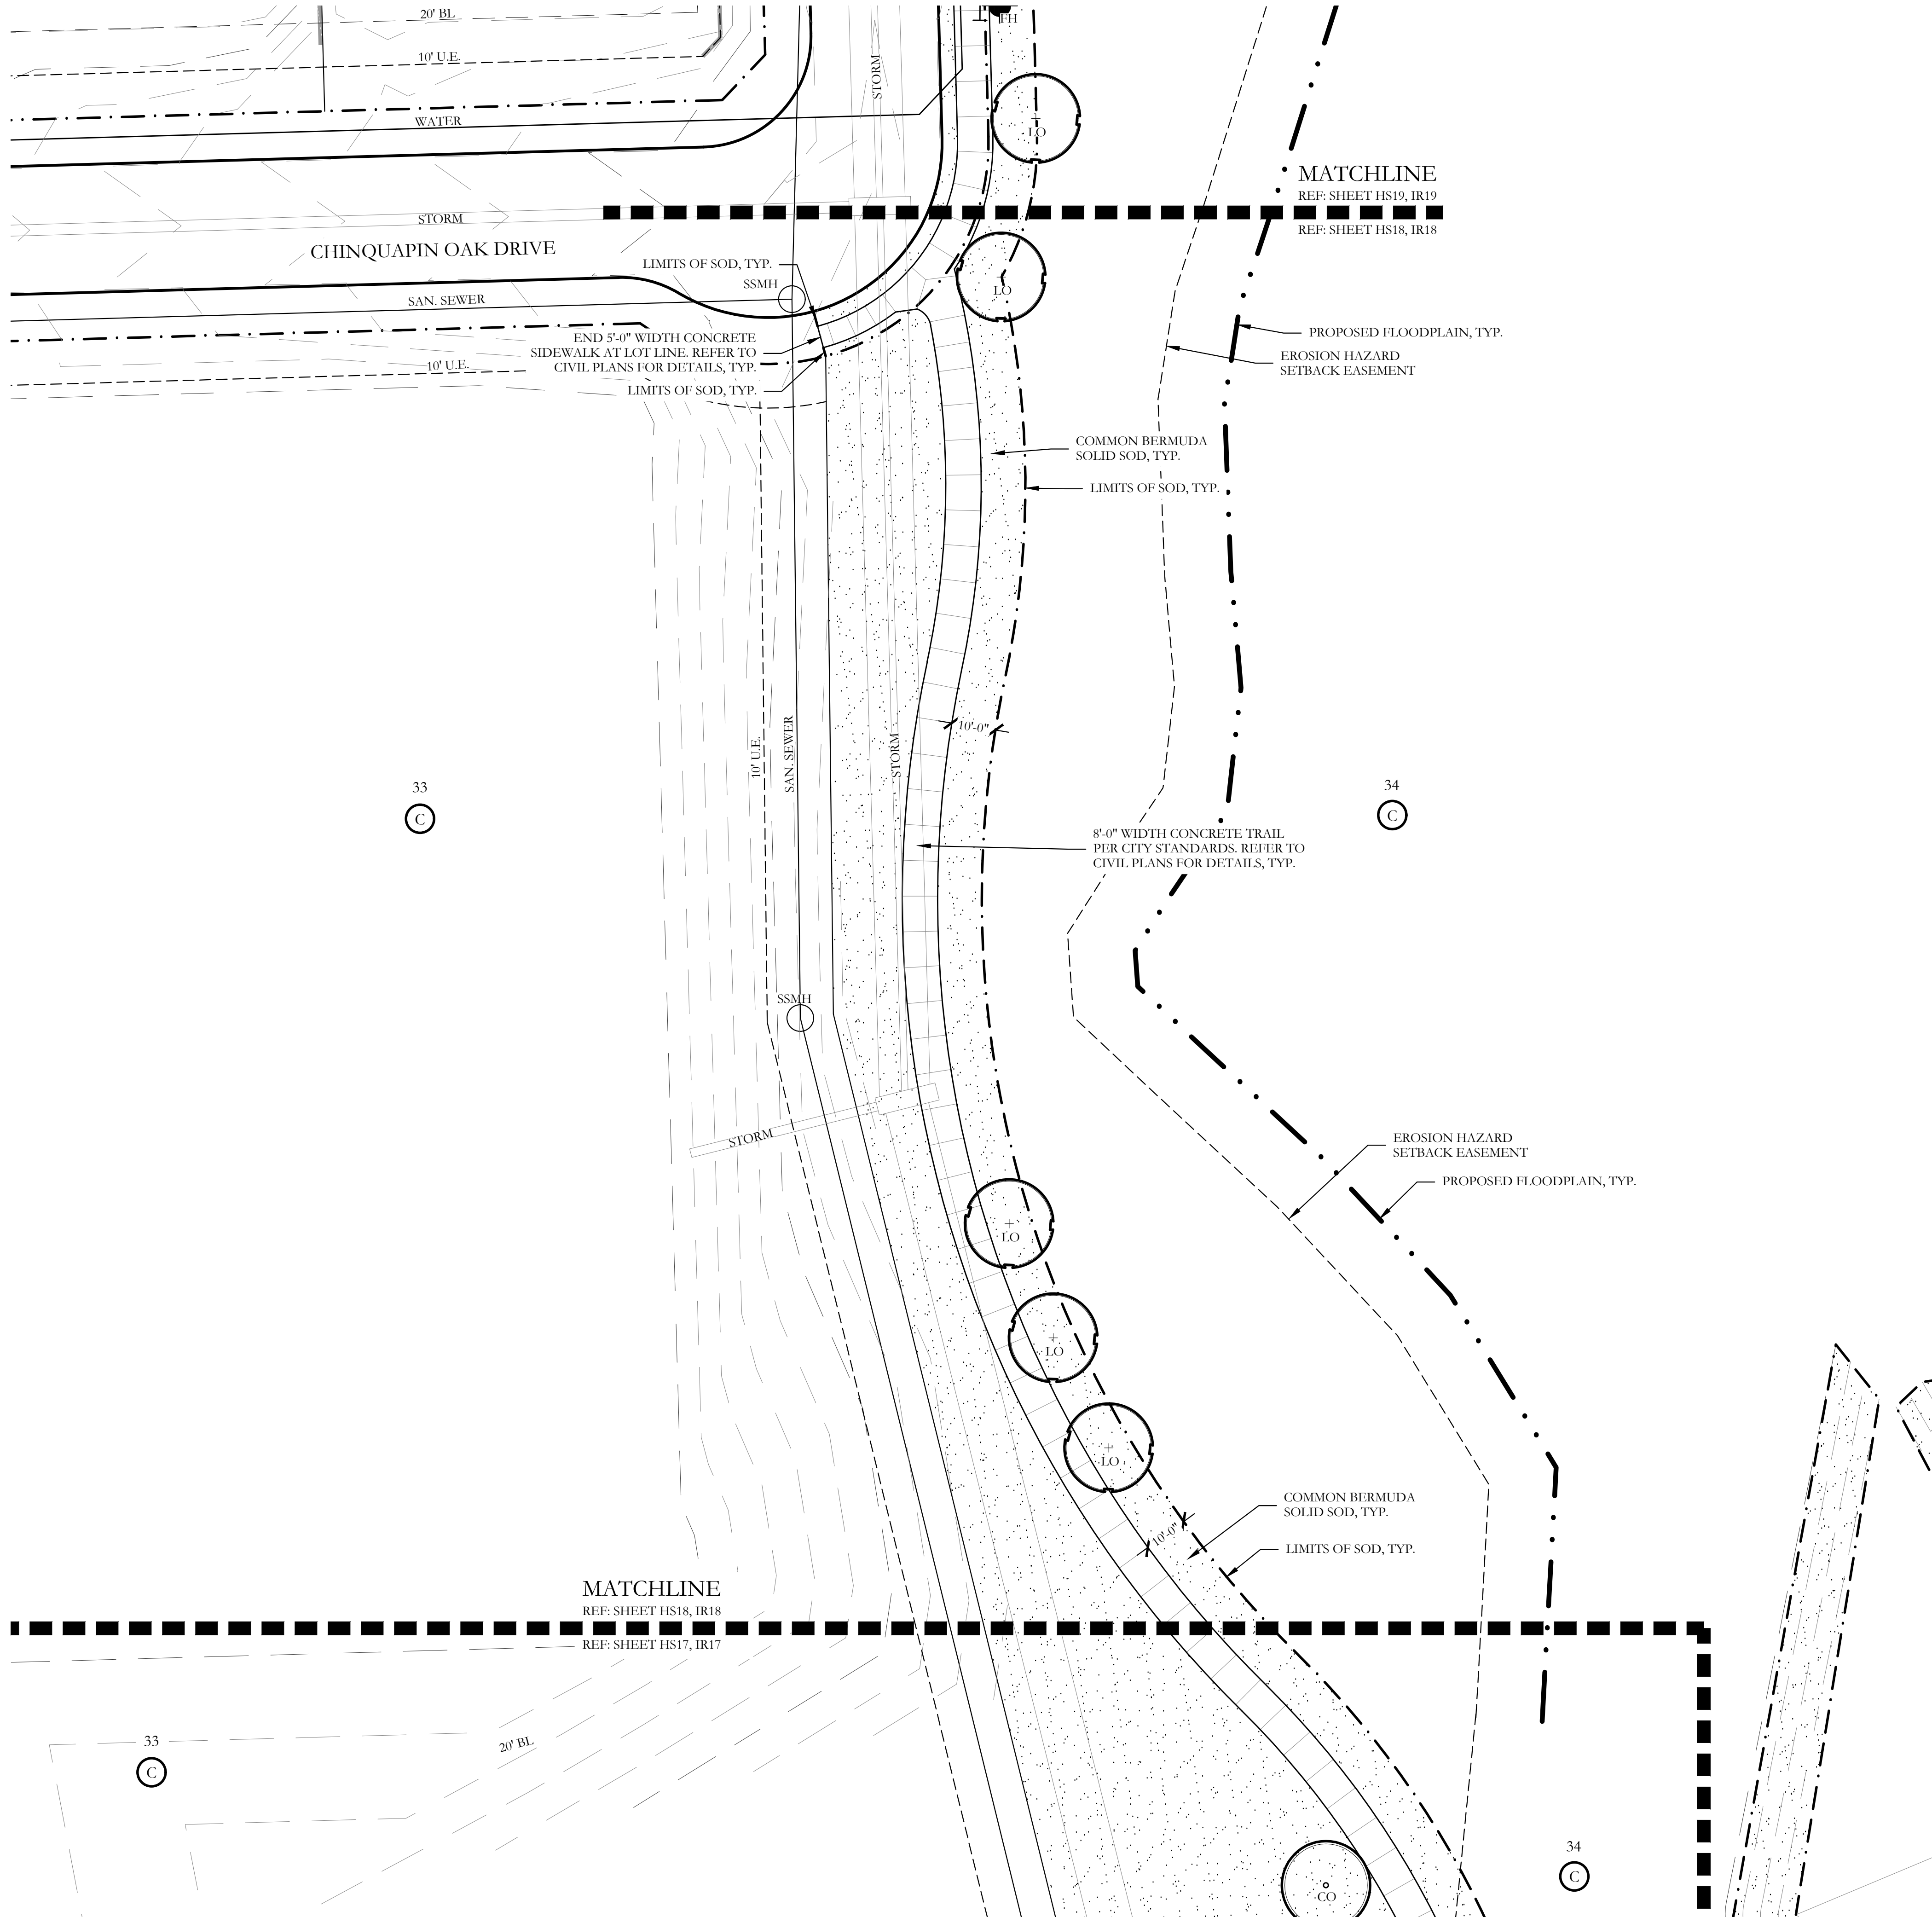 20' BL
10' U.E.
WATER
STORM
FH
LO
MATCHLINE
REF: SHEET HS19, IR19
REF: SHEET HS18, IR18
STORM
CHINQUAPIN OAK DRIVE
LIMITS OF SOD, TYP.
SSMH
LO
SAN. SEWER
END 5'-0" WIDTH CONCRETE
SIDEWALK AT LOT LINE. REFER TO
CIVIL PLANS FOR DETAILS, TYP.
PROPOSED FLOODPLAIN, TYP.
EROSION HAZARD
SETBACK EASEMENT
10' U.E.
LIMITS OF SOD, TYP.
COMMON BERMUDA
SOLID SOD, TYP.
LIMITS OF SOD, TYP.
10'-0"
10' U.E.
SAN. SEWER
STORM
33
C
34
C
8'-0" WIDTH CONCRETE TRAIL
PER CITY STANDARDS. REFER TO
CIVIL PLANS FOR DETAILS, TYP.
SSMH
STORM
EROSION HAZARD
SETBACK EASEMENT
PROPOSED FLOODPLAIN, TYP.
LO
LO
LO
COMMON BERMUDA
SOLID SOD, TYP.
10'-0"
LIMITS OF SOD, TYP.
MATCHLINE
REF: SHEET HS18, IR18
REF: SHEET HS17, IR17
33
C
20' BL
34
C
CO